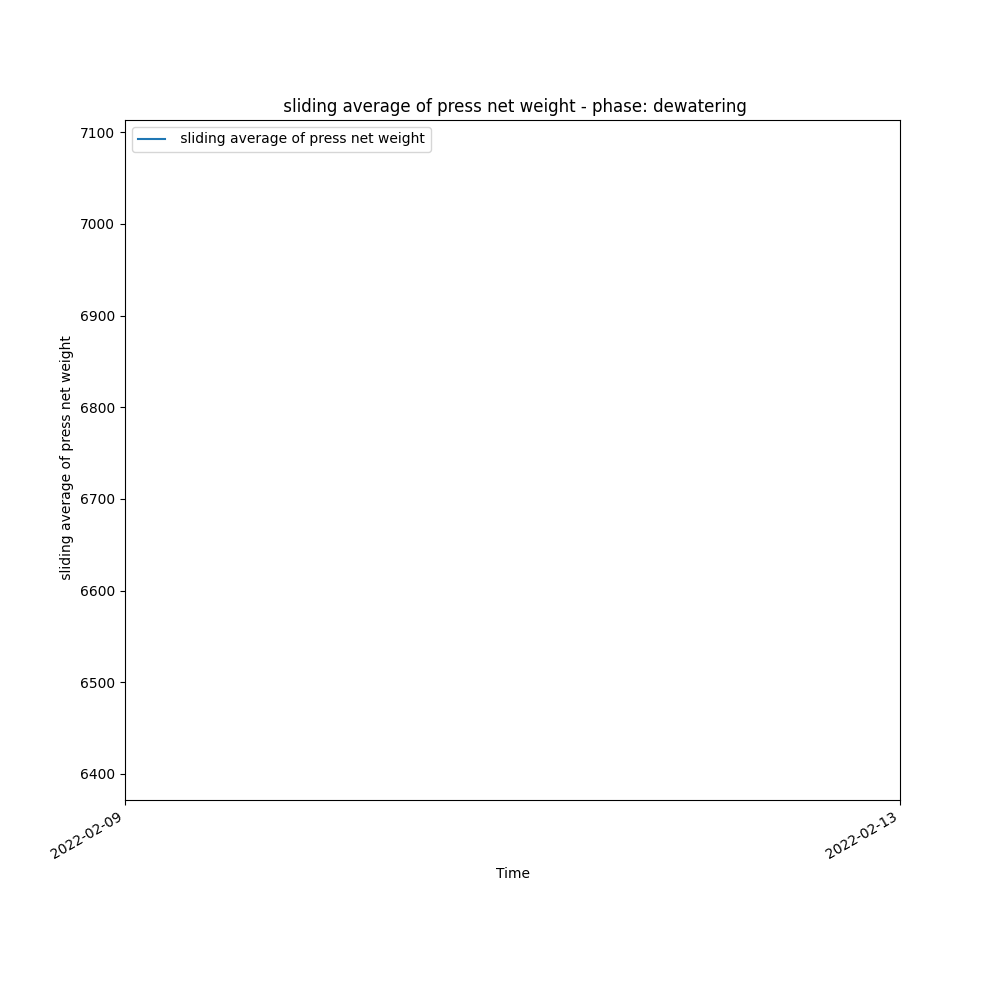 sliding average of press net weight - phase: dewatering
sliding average of press net weight
7100
7000
6900
6800
6700
6600
6500
6400
sliding average of press net weight
2022-02-09
2022-02-13
Time